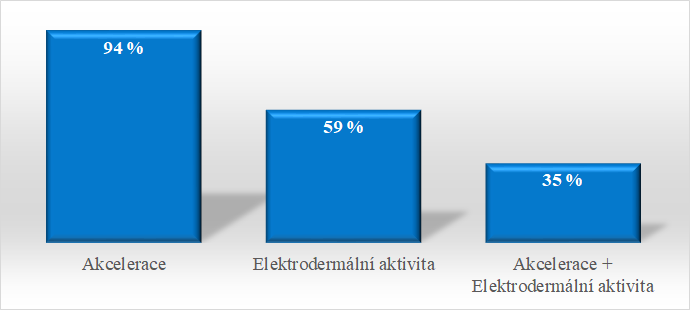 94 %
59 %
35 %
Akcelerace
Elektrodermální aktivita
Akcelerace +
Elektrodermální aktivita